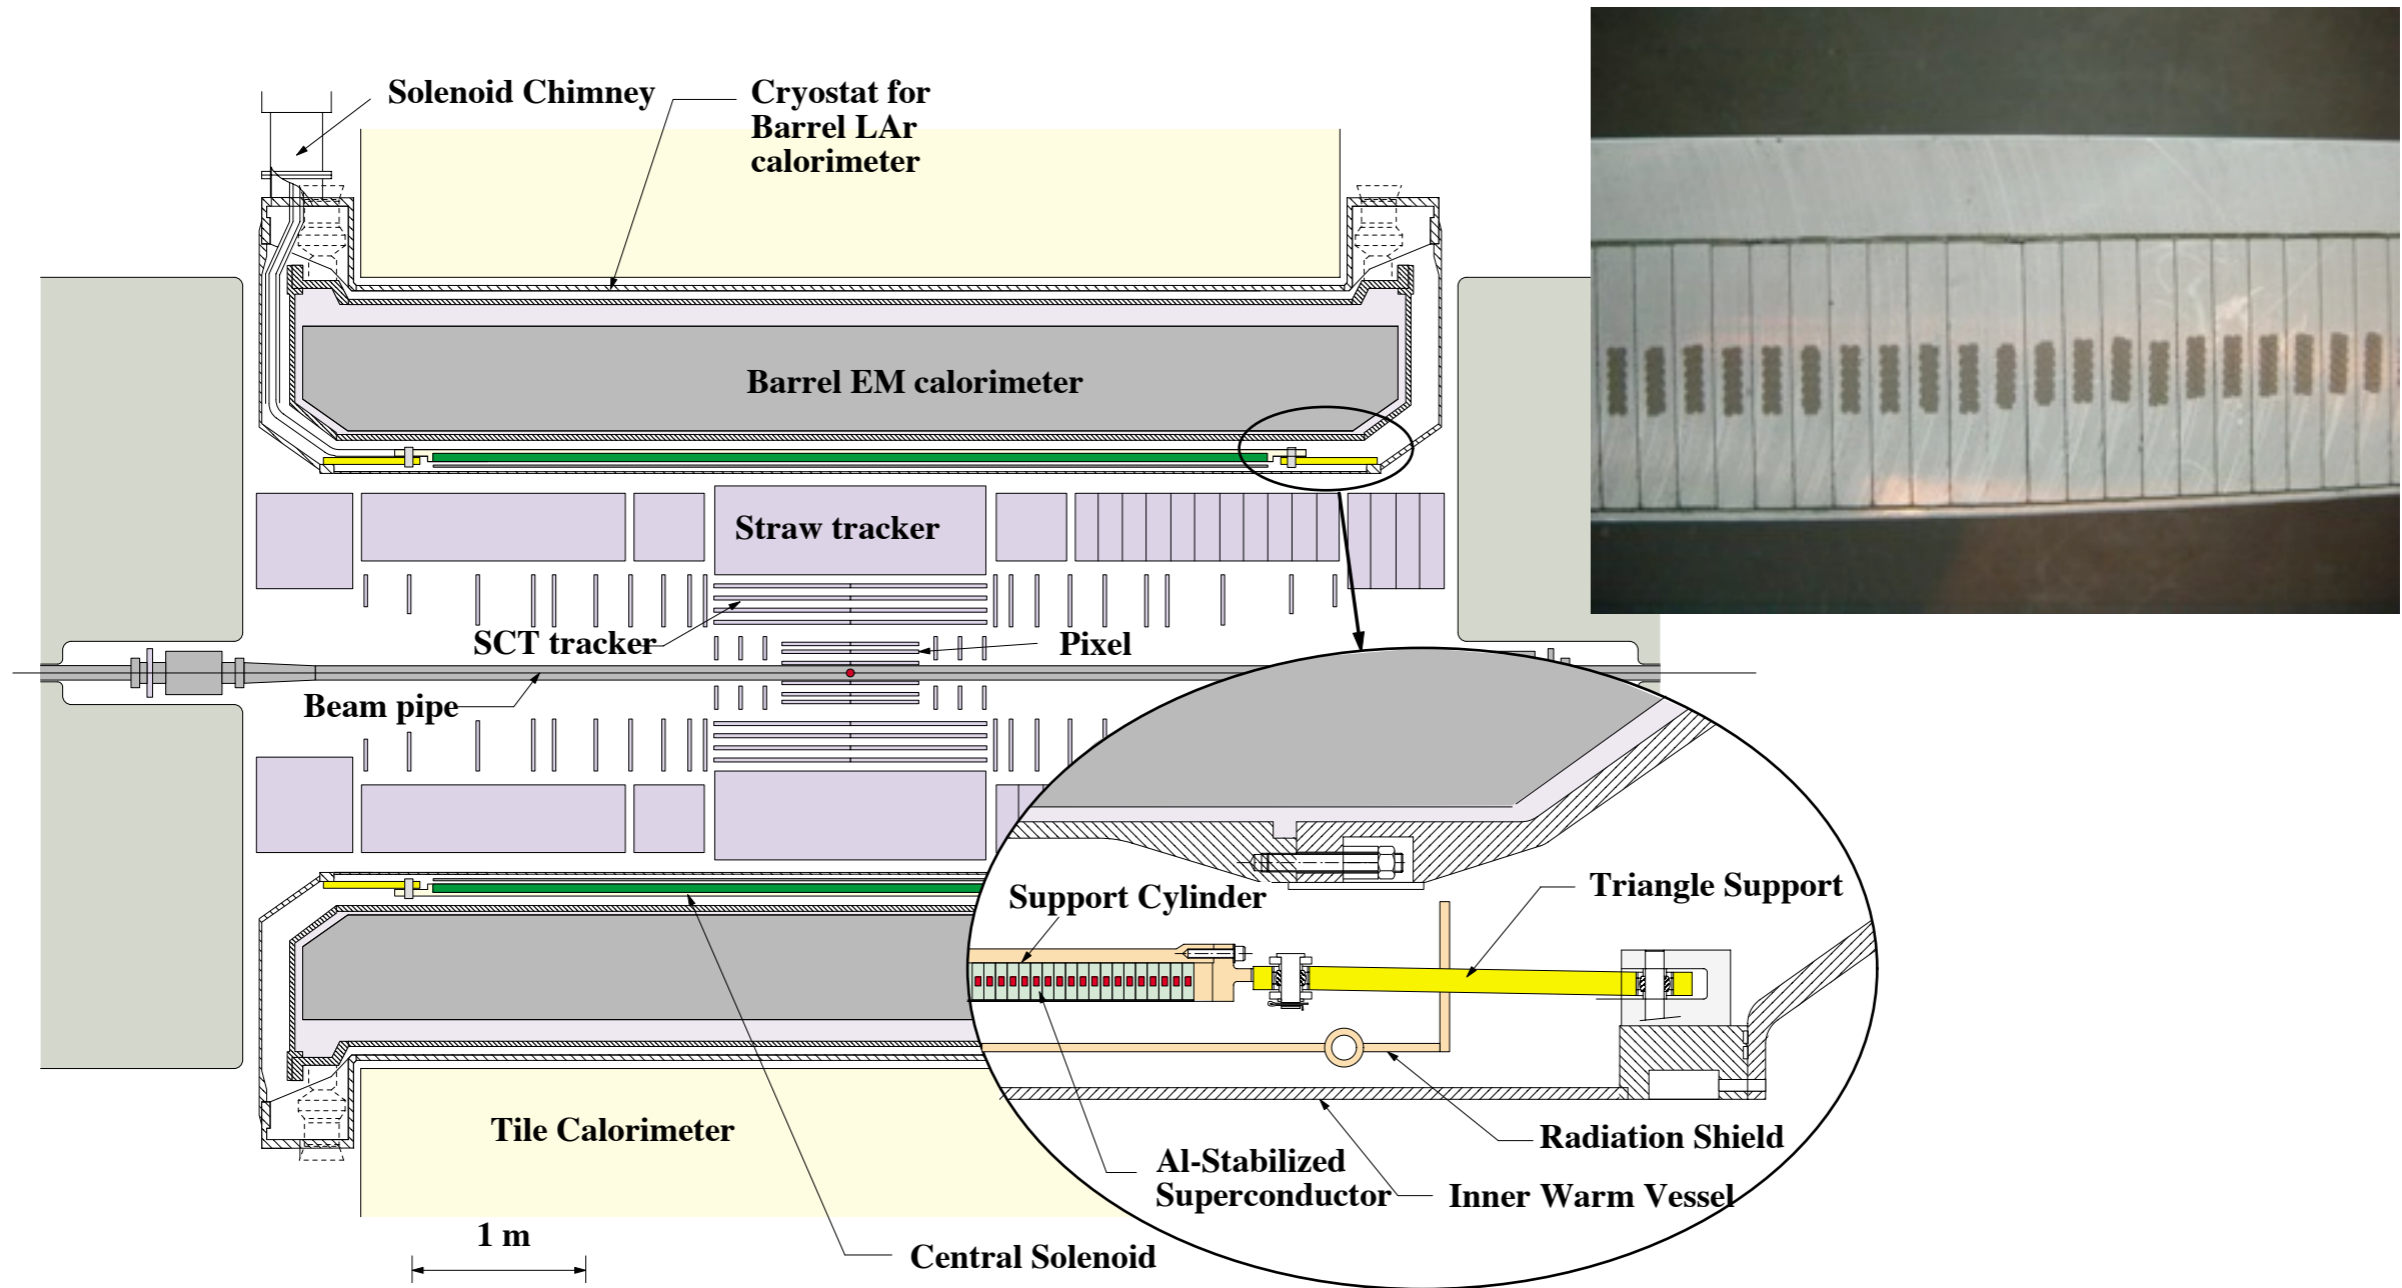 Solenoid Chimney
Cryostat for
Barrel LAr
calorimeter
Barrel EM calorimeter
Straw tracker
SCT tracker
Pixel
Beam pipe
Support Cylinder
Triangle Support
Tile Calorimeter
Radiation Shield
Al-Stabilized
Superconductor
Inner Warm Vessel
1 m
Central Solenoid